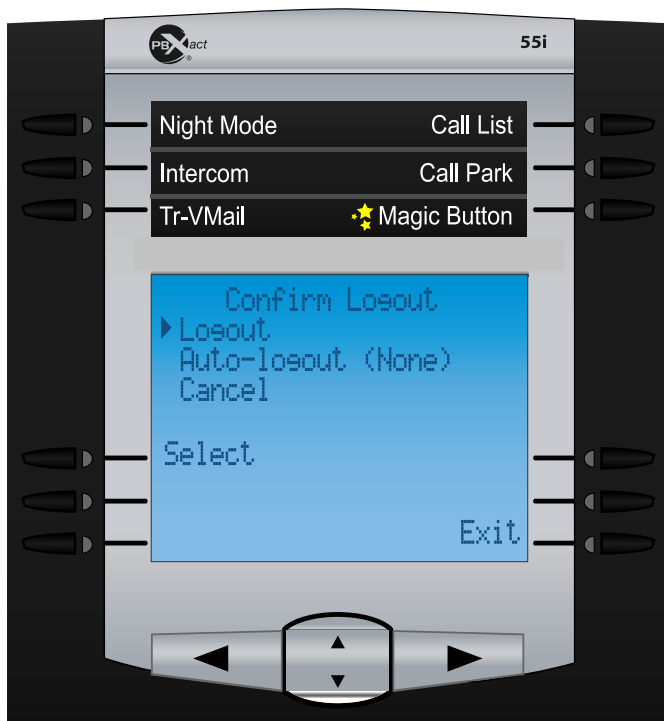 PBXact ®
55i
Night Mode Call List
Intercom Call Park
Tr-VMail Magic Button
Confirm Logout
Logout
Auto-logout (None)
Cancel
Select
Exit